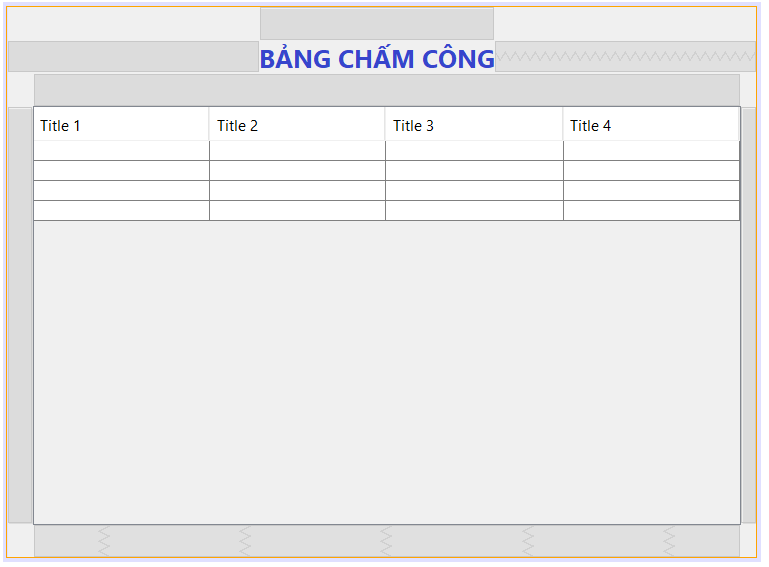 BẢNG CHẤM CÔNG
Title 1 Title 2 Title 3 Title 4